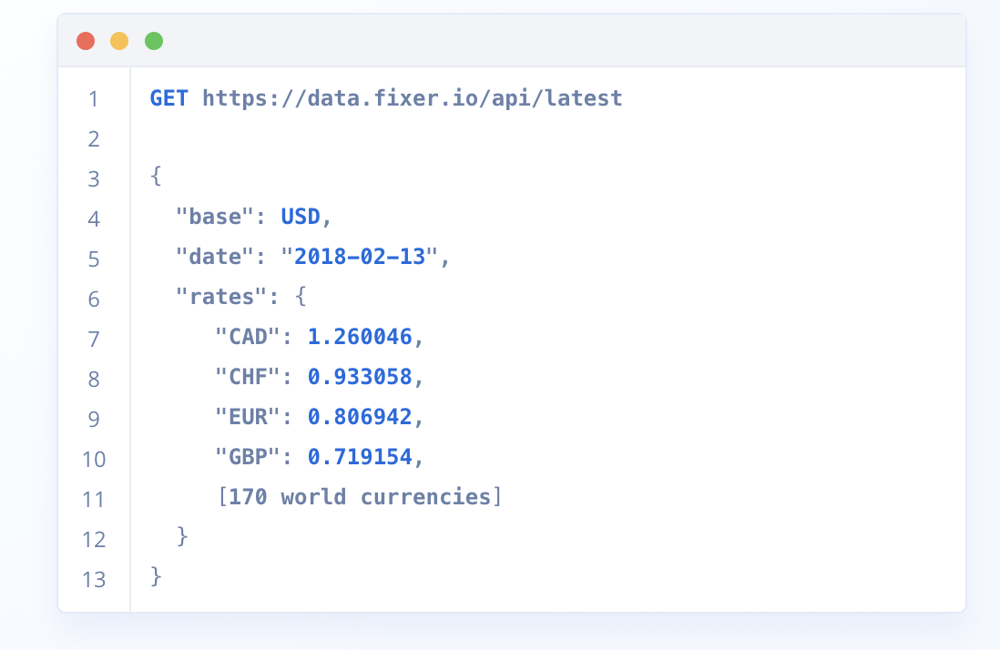 1 GET https://data.fixer.io/api/latest
2
3 {
4 "base": USD,
5 "date": "2018-02-13",
6 "rates": {
7 "CAD": 1.260046,
8 "CHF": 0.933058,
9 "EUR": 0.806942,
10 "GBP": 0.719154,
11 [170 world currencies]
12 }
13 }